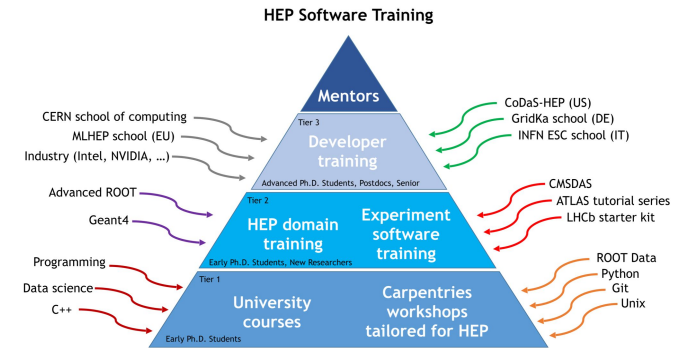 HEP Software Training
Mentors
CERN school of computing
MLHEP school (EU)
Industry (Intel, NVIDIA, ...)
Tier 3
Developer
training
Advanced Ph.D. Students, Postdocs, Senior
CoDaS-HEP (US)
GridKa school (DE)
INFN ESC school (IT)
Advanced ROOT
Geant4
Tier 2
HEP domain
training
Experiment
software
training
Early Ph.D. Students, New Researchers
CMSDAS
ATLAS tutorial series
LHCb starter kit
Programming
Data science
C++
Tier 1
University
courses
Carpentries
workshops
tailored for HEP
Early Ph.D. Students
ROOT Data
Python
Git
Unix